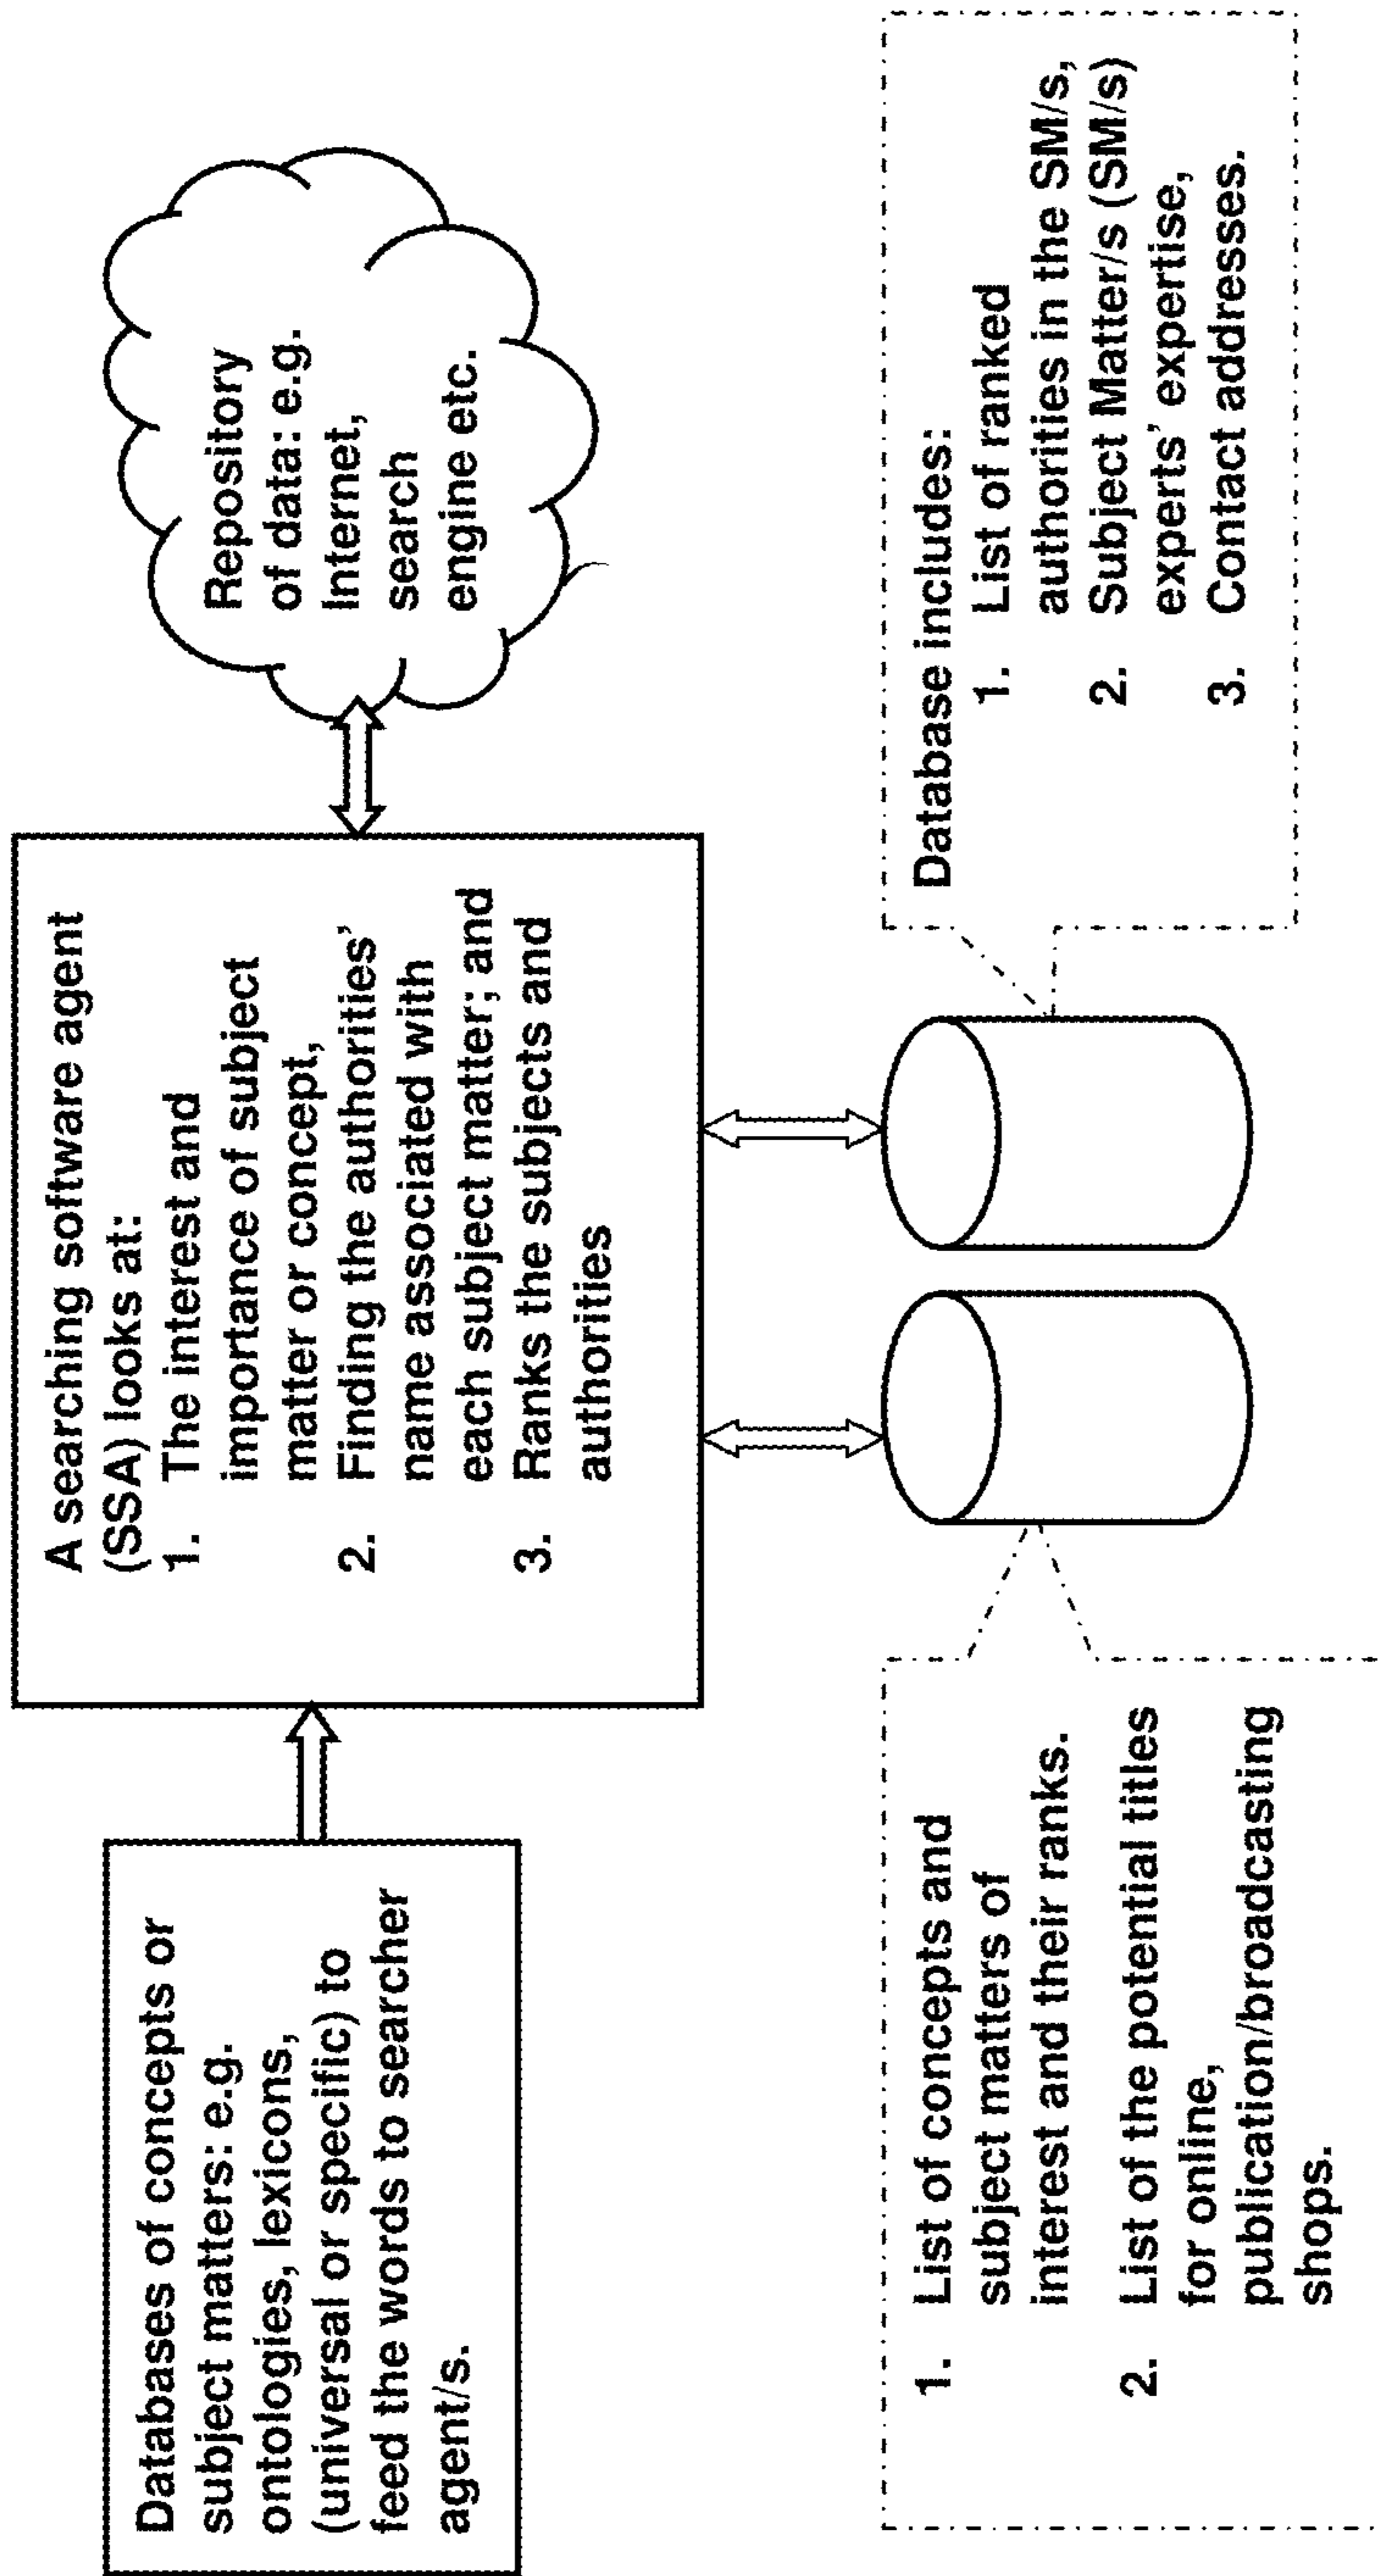 Databases of concepts or
subject matters: e.g.
ontologies, lexicons,
(universal or specific) to
feed the words to searcher
agent/s.
A searching software agent
(SSA) looks at:
1. The interest and
importance of subject
matter or concept,
2. Finding the authorities'
name associated with
each subject matter; and
3. Ranks the subjects and
authorities
Repository
of data: e.g.
Internet,
search
engine etc.
1. List of concepts and
subject matters of
interest and their ranks.
2. List of the potential titles
for online,
publication/broadcasting
shops.
Database includes:
1. List of ranked
authorities in the SM/s,
2. Subject Matter/s (SM/s)
experts' expertise,
3. Contact addresses.